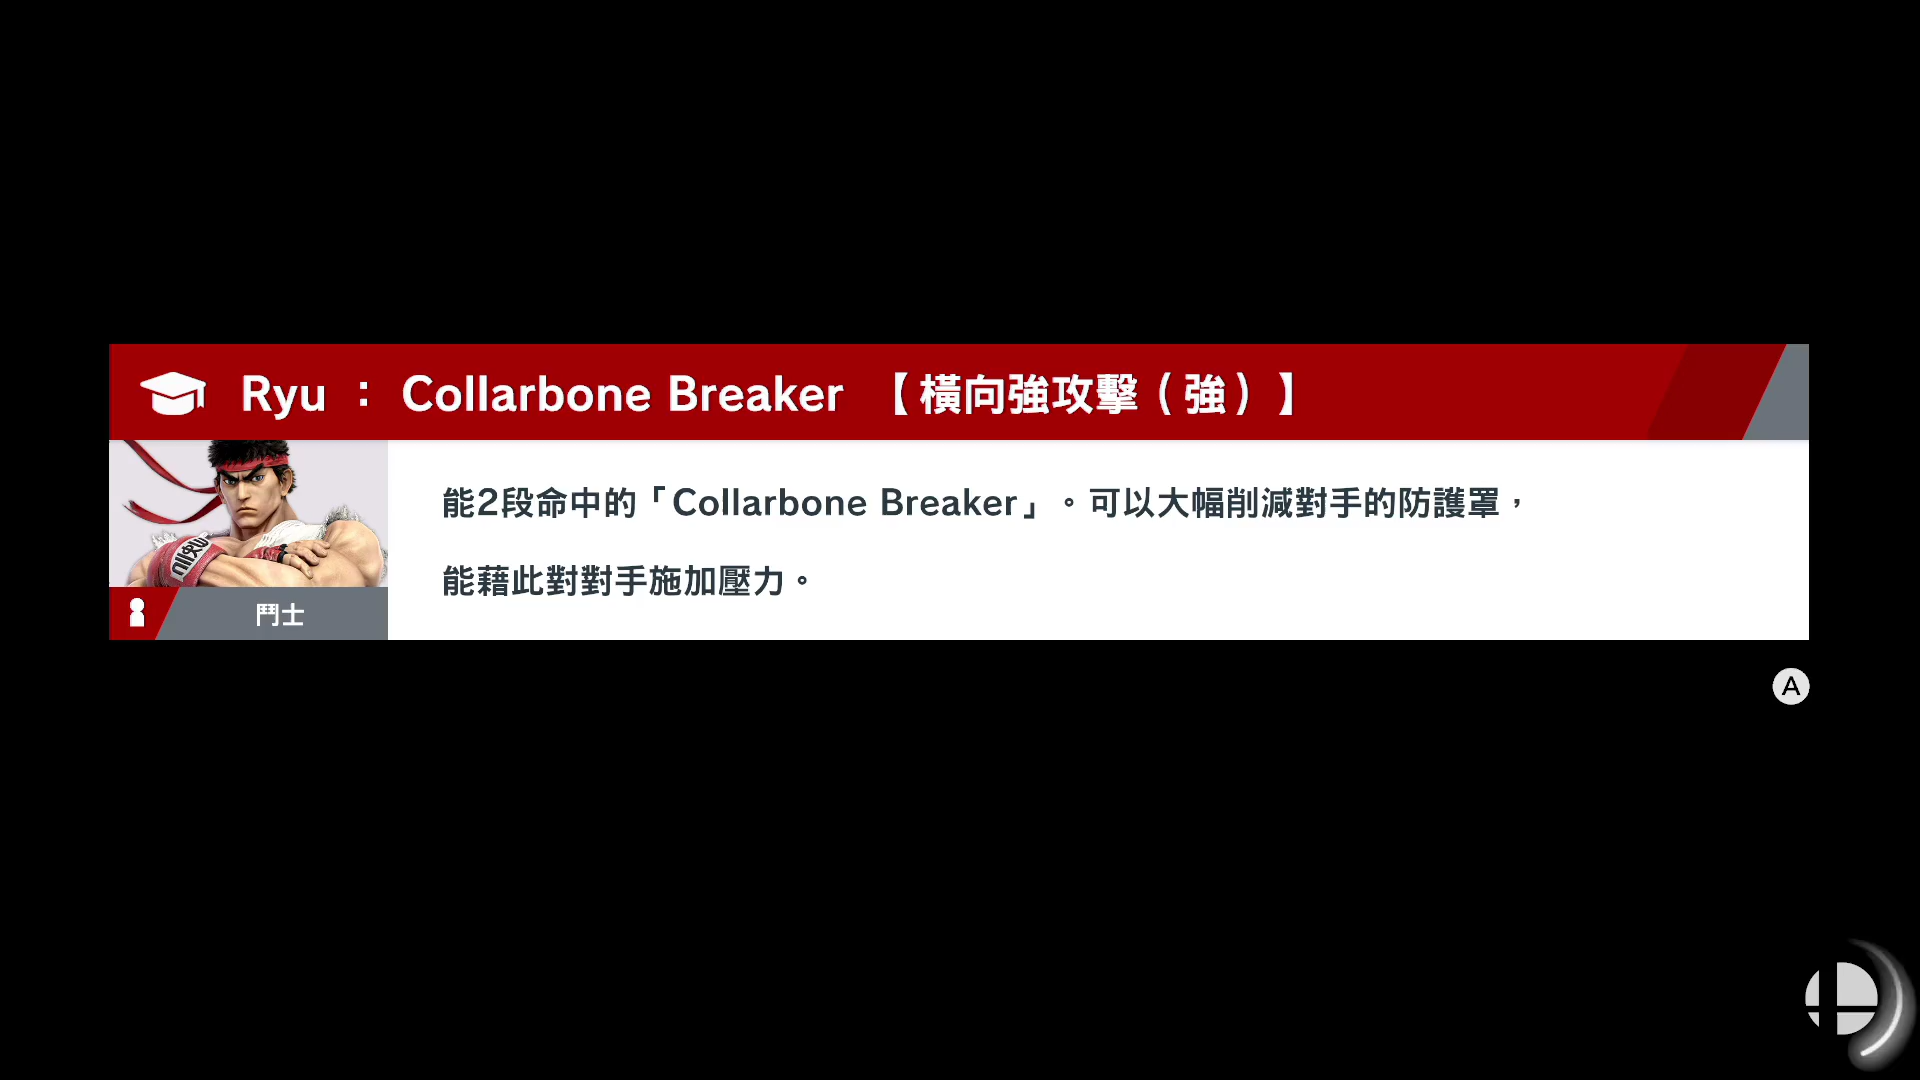 Ryu : Collarbone Breaker 【橫向強攻擊(強)】
能2段命中的「Collarbone Breaker」。可以大幅削減對手的防護罩,
能藉此對對手施加壓力。
鬥士
A